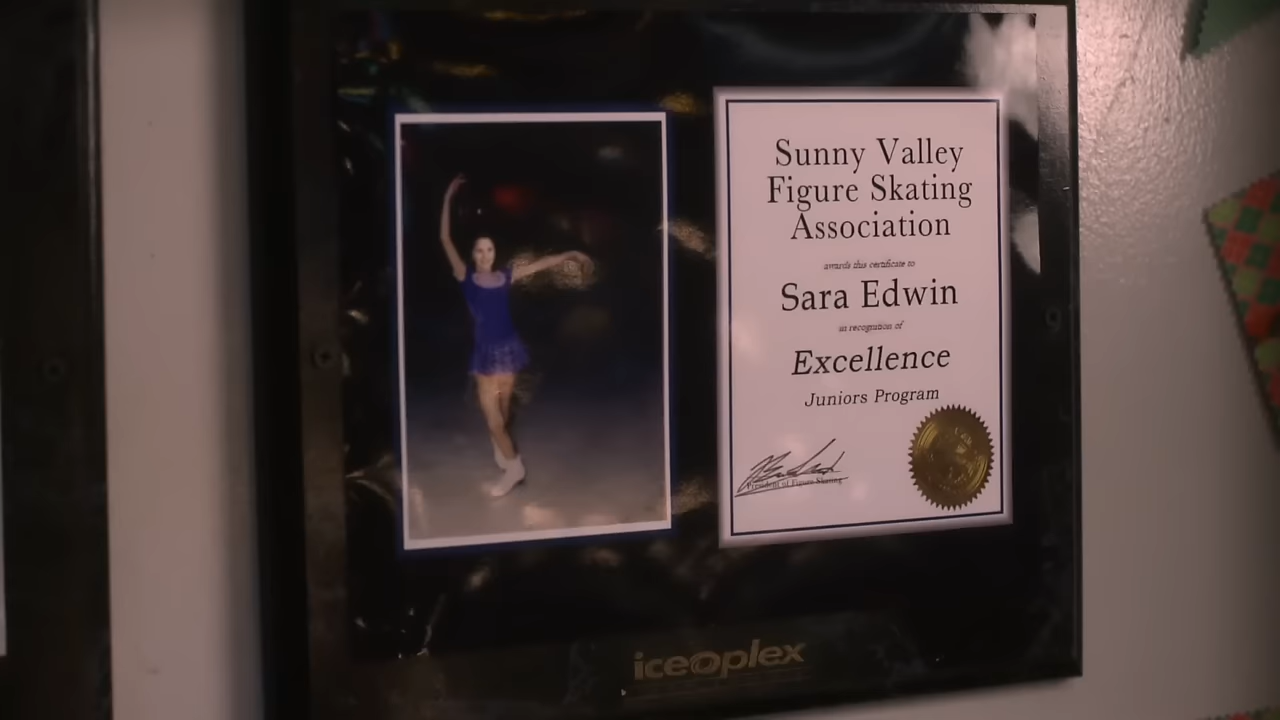 Sunny Valley
Figure Skating
Association
awards this certificate to
Sara Edwin
in recognition of
Excellence
Juniors Program
President of Figure Skating
iceoplex